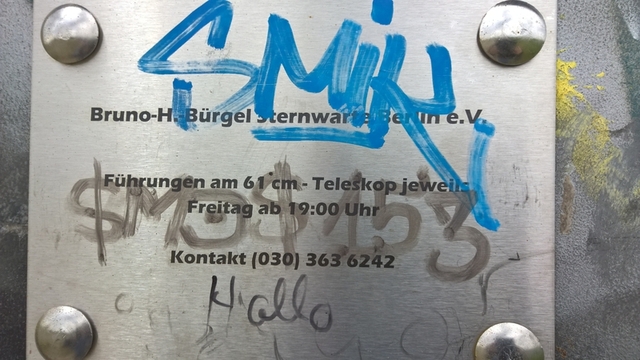 SMiK
Bruno-H. Bürgel Sternwarte Berlin e.V.
Führungen am 61 cm - Teleskop jeweils
Freitag ab 19:00 Uhr
Kontakt (030) 363 6242
Hallo